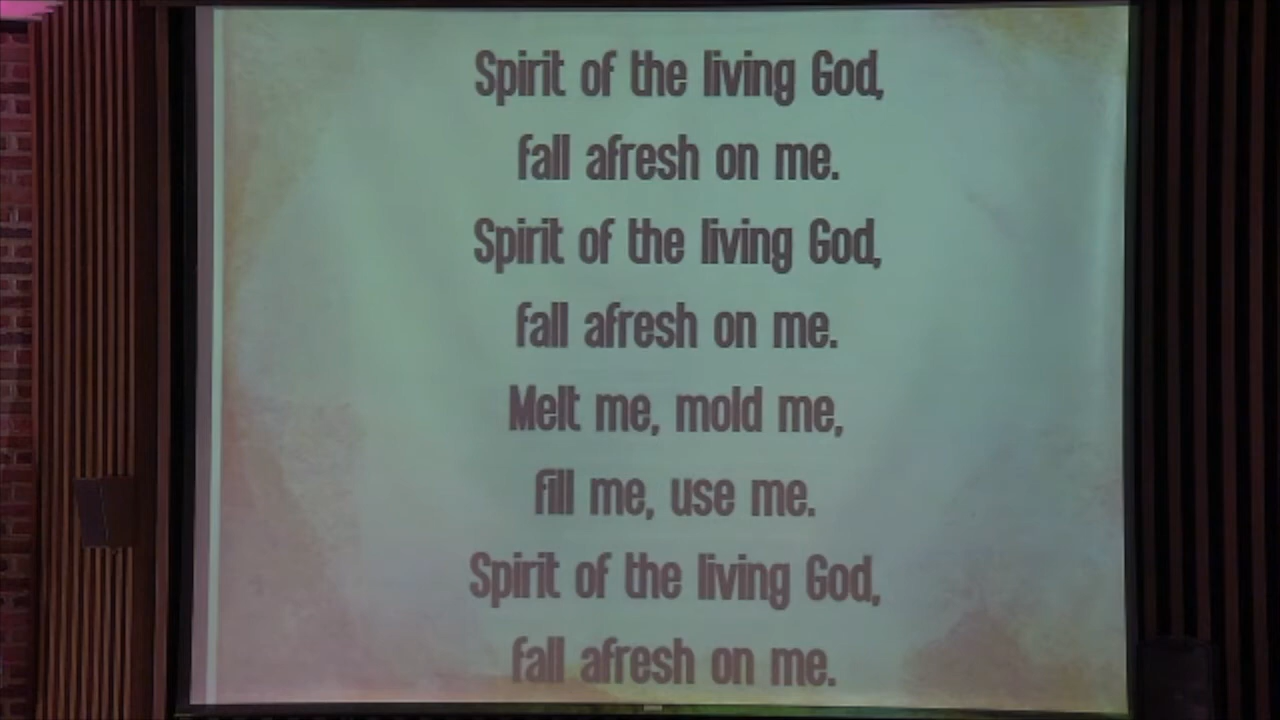 Spirit of the living God,
fall afresh on me.
Spirit of the living God,
fall afresh on me.
Melt me, mold me,
fill me, use me.
Spirit of the living God,
fall afresh on me.